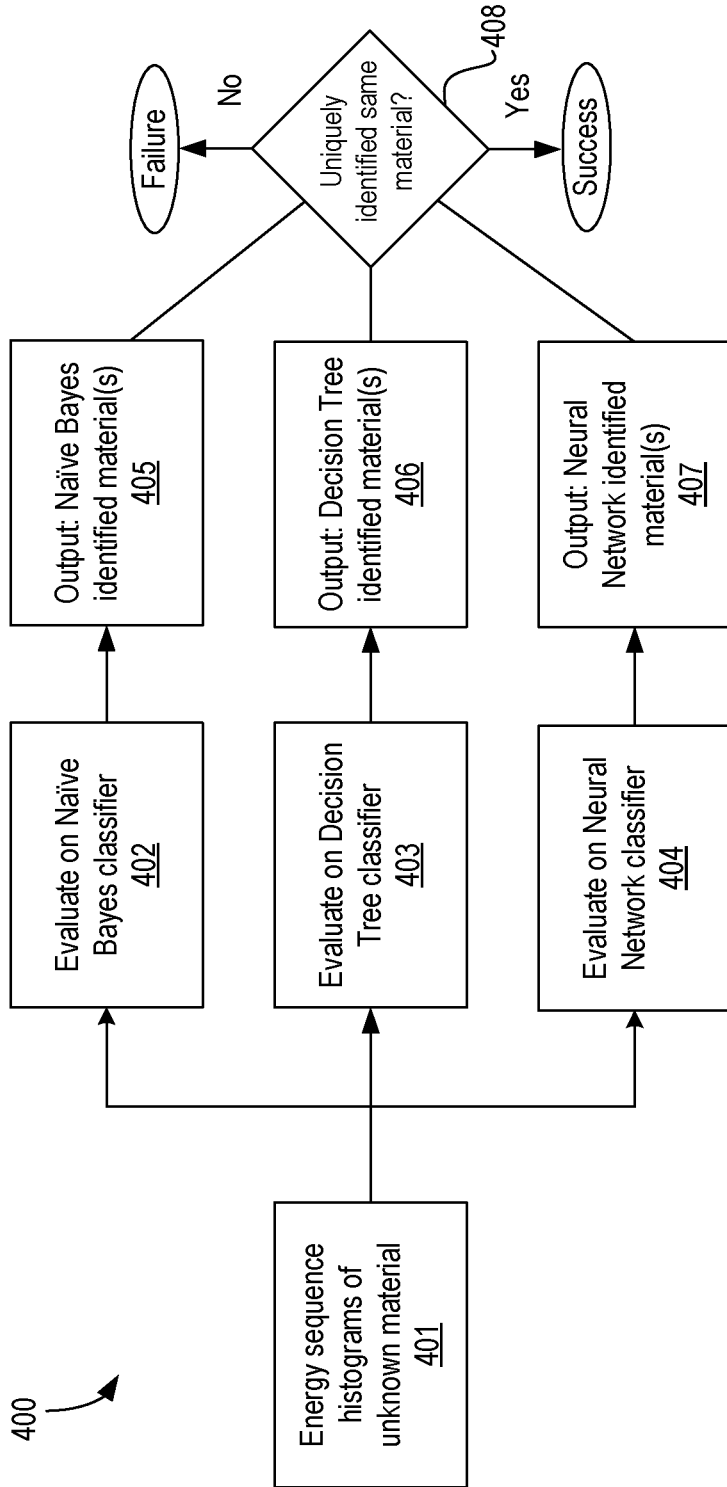 400
Energy sequence
histograms of
unknown material
401
Evaluate on Naïve
Bayes classifier
402
Evaluate on Decision
Tree classifier
403
Evaluate on Neural
Network classifier
404
Output: Naïve Bayes
identified material(s)
405
Output: Decision Tree
identified material(s)
406
Output: Neural
Network identified
material(s)
407
Uniquely
identified same
material?
408
No
Failure
Yes
Success